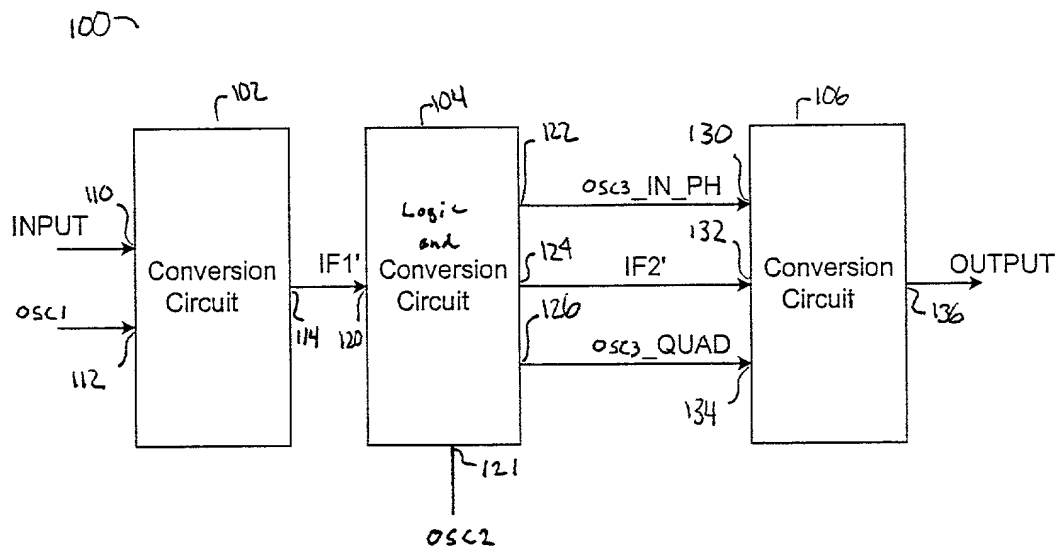 100
102
104
106
122
130
110
OSC3_IN_PH
INPUT
Logic
and
124
132
Conversion
Circuit
IF1'
Conversion
Circuit
IF2'
Conversion
Circuit
OUTPUT
OSC1
114
120
126
136
112
OSC3_QUAD
134
121
OSC2